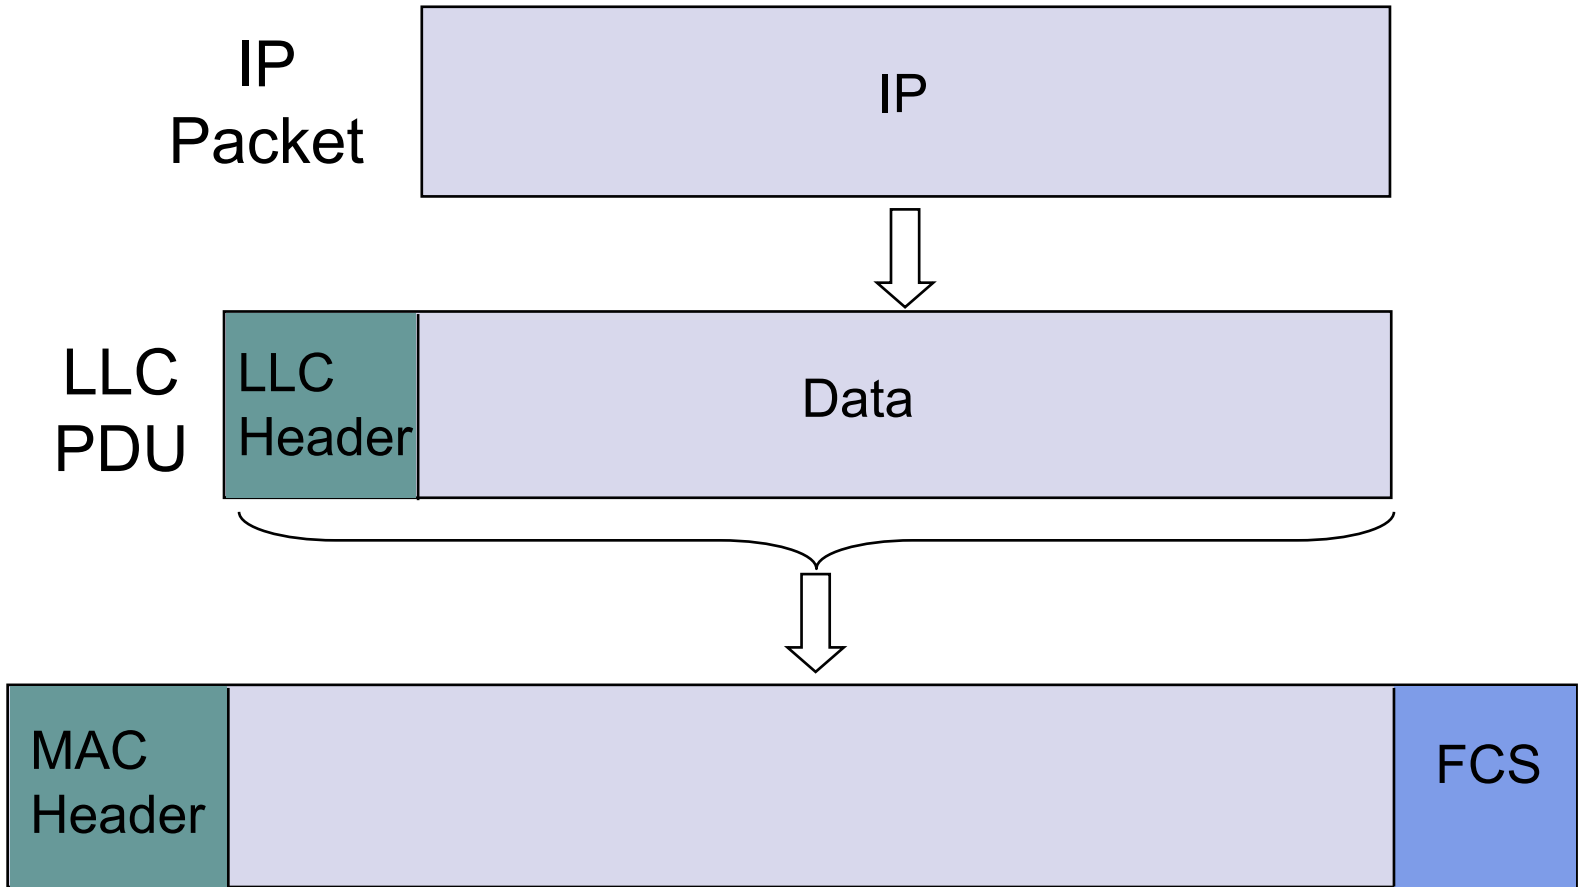 IP
Packet
IP
LLC
PDU
LLC
Header
Data
MAC
Header
FCS